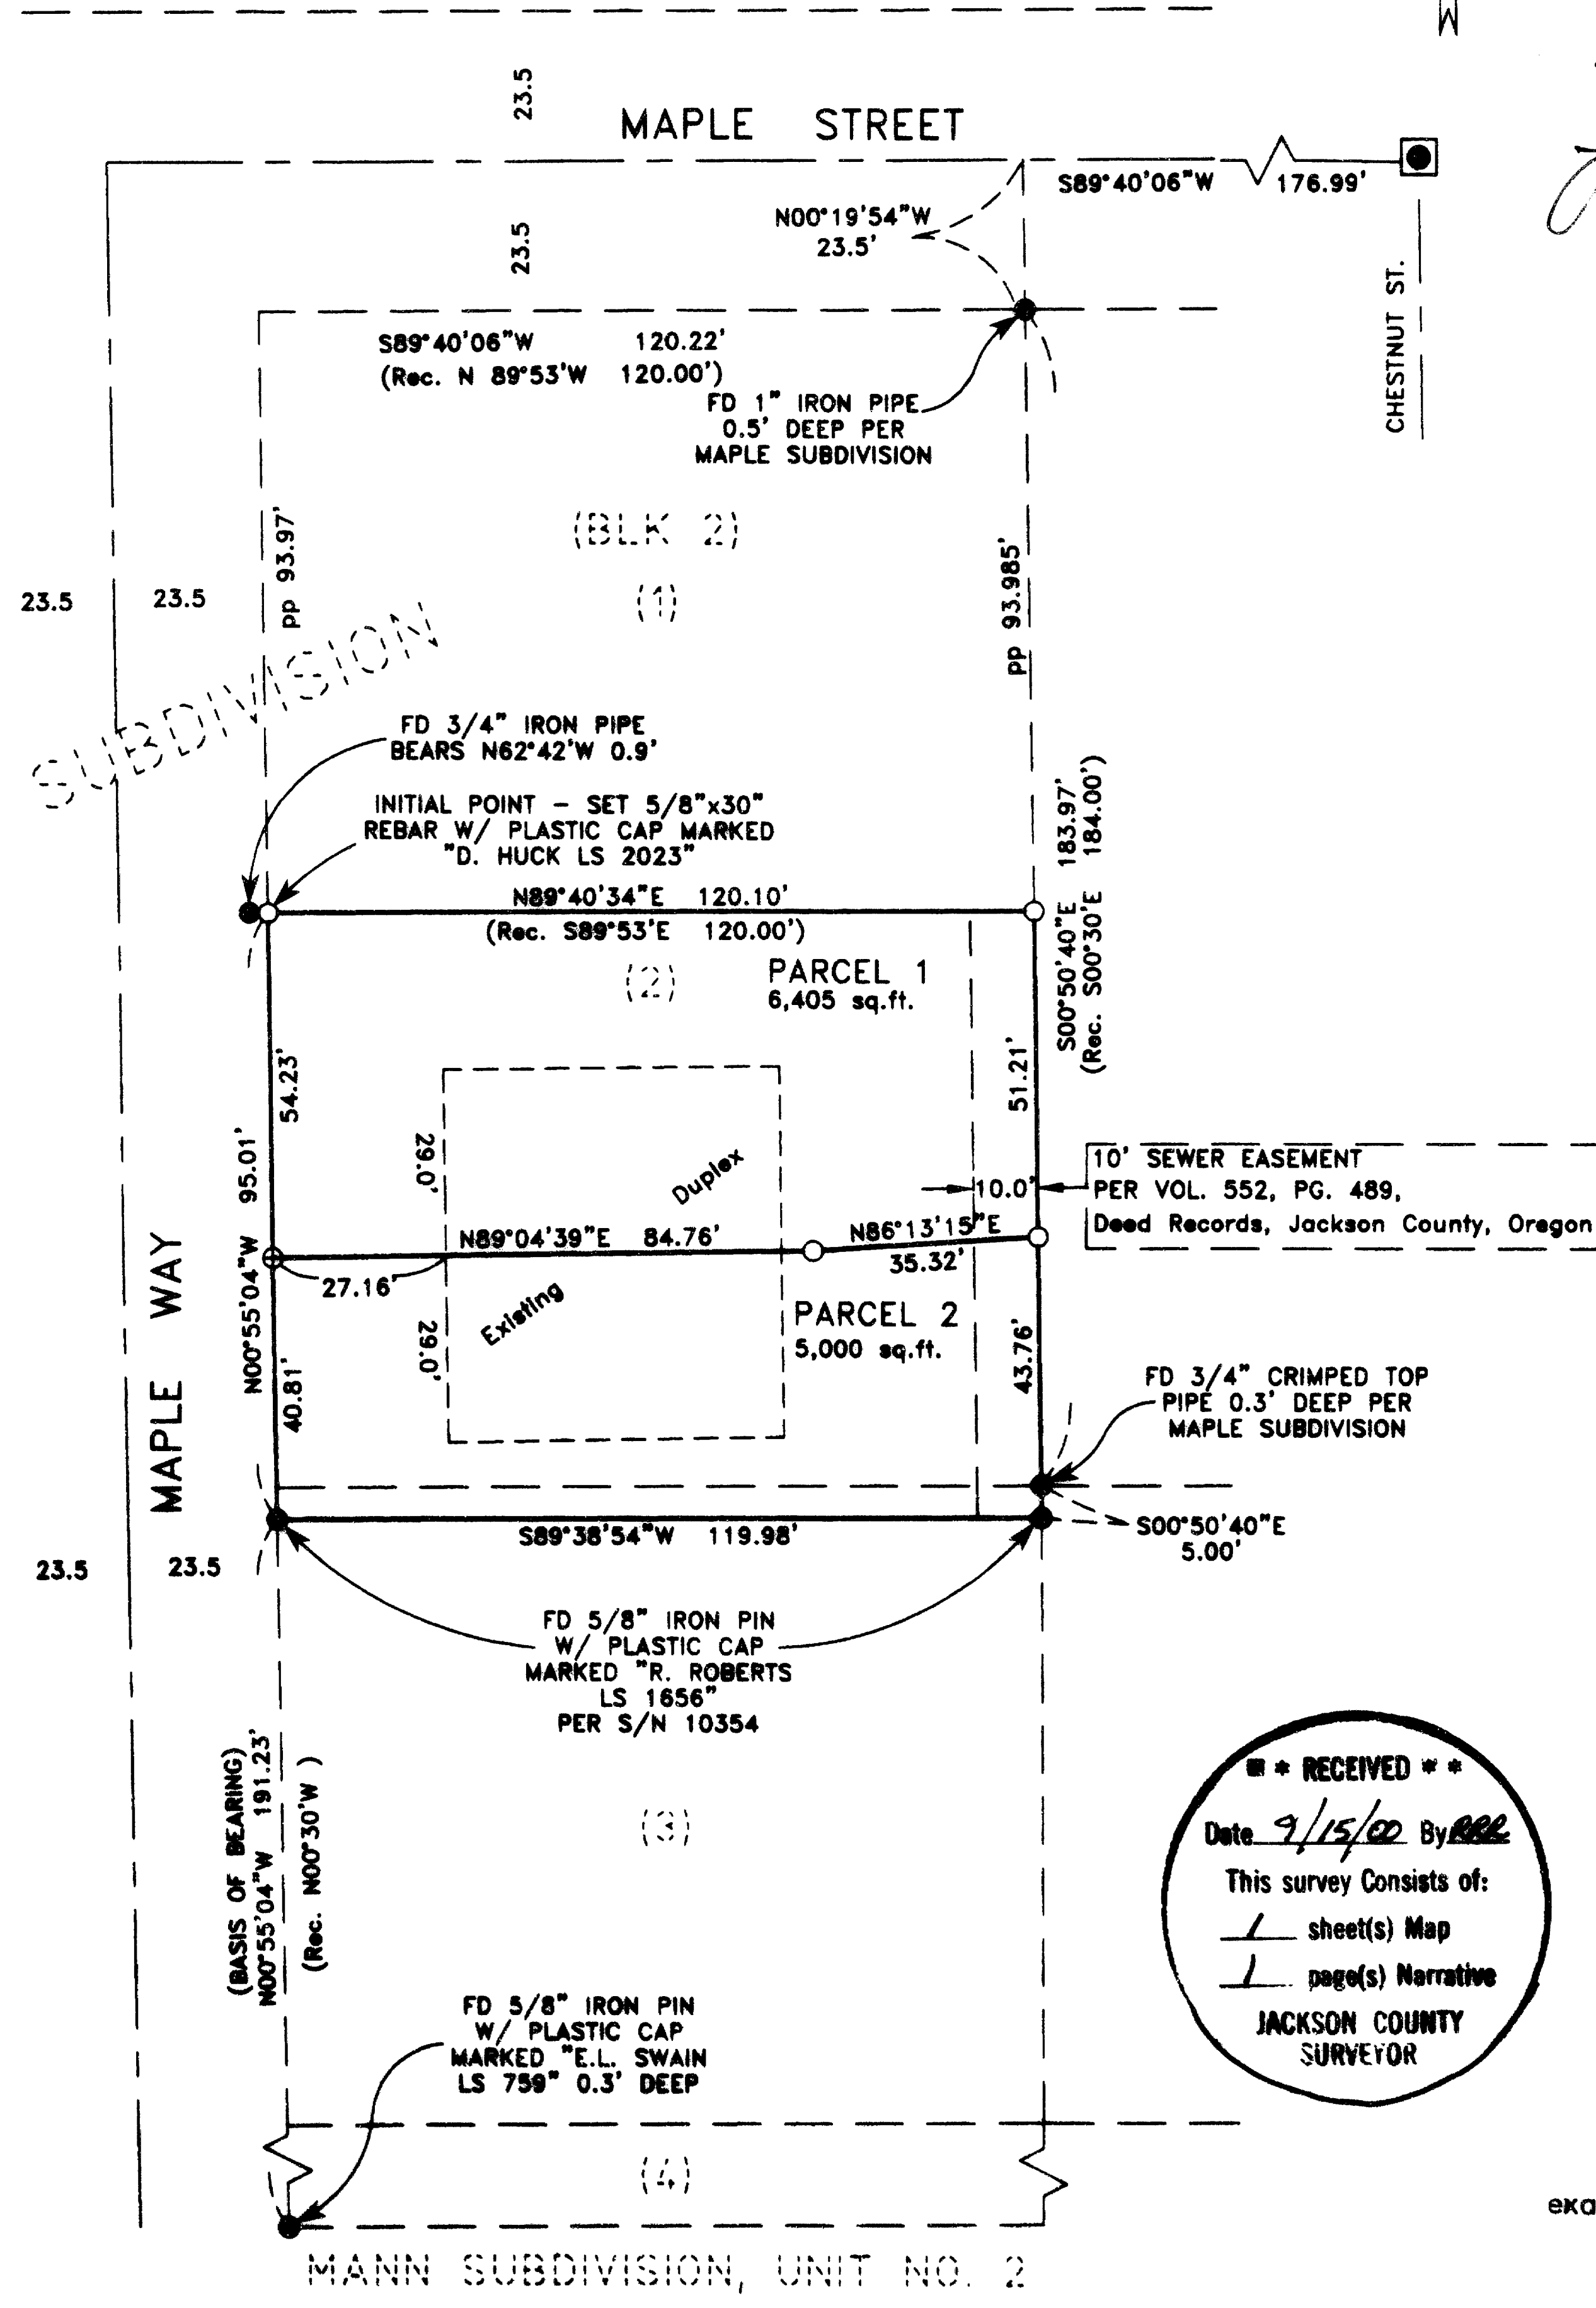 23.5
MAPLE STREET
S89°40'06"W 176.99'
N00°19'54"W
23.5'
23.5
CHESTNUT ST.
S89°40'06"W 120.22'
(Rec. N 89°53'W 120.00')
FD 1" IRON PIPE
0.5' DEEP PER
MAPLE SUBDIVISION
(BLK 2)
(1)
PP 93.97'
PP 93.985'
23.5 23.5
SUBDIVISION
FD 3/4" IRON PIPE
BEARS N62°42'W 0.9'
INITIAL POINT - SET 5/8"x30"
REBAR W/ PLASTIC CAP MARKED
"D. HUCK LS 2023"
S00°50'40"E 183.97'
(Rec. S00°30'E 184.00')
N89°40'34"E 120.10'
(Rec. S89°53'E 120.00')
(2)
PARCEL 1
6,405 sq.ft.
54.23'
51.21'
N00°55'04"W 95.01'
29.0'
Duplex
10.0'
10' SEWER EASEMENT
PER VOL. 552, PG. 489,
Deed Records, Jackson County, Oregon
N89°04'39"E 84.76'
N86°13'15"E
35.32'
27.16'
Existing
29.0'
PARCEL 2
5,000 sq.ft.
40.81'
43.76'
MAPLE WAY
FD 3/4" CRIMPED TOP
PIPE 0.3' DEEP PER
MAPLE SUBDIVISION
S89°38'54"W 119.98'
S00°50'40"E
5.00'
23.5 23.5
FD 5/8" IRON PIN
W/ PLASTIC CAP
MARKED "R. ROBERTS
LS 1656"
PER S/N 10354
(BASIS OF BEARING)
N00°55'04"W 191.23'
(Rec. N00°30'W )
(3)
* * RECEIVED * *
Date 9/15/00 By RRR
This survey Consists of:
1 sheet(s) Map
1 page(s) Narrative
JACKSON COUNTY
SURVEYOR
FD 5/8" IRON PIN
W/ PLASTIC CAP
MARKED "E.L. SWAIN
LS 759" 0.3' DEEP
(4)
exa
MANN SUBDIVISION, UNIT NO. 2